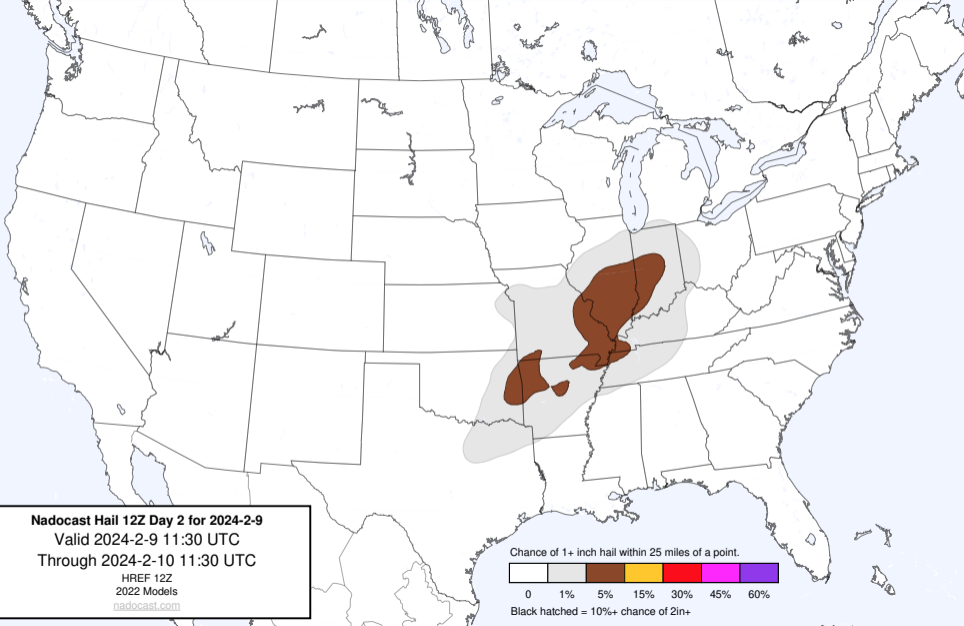 Nadocast Hail 12Z Day 2 for 2024-2-9
Valid 2024-2-9 11:30 UTC
Through 2024-2-10 11:30 UTC
HREF 12Z
2022 Models
nadocast.com
Chance of 1+ inch hail within 25 miles of a point.
0 1% 5% 15% 30% 45% 60%
Black hatched = 10%+ chance of 2in+